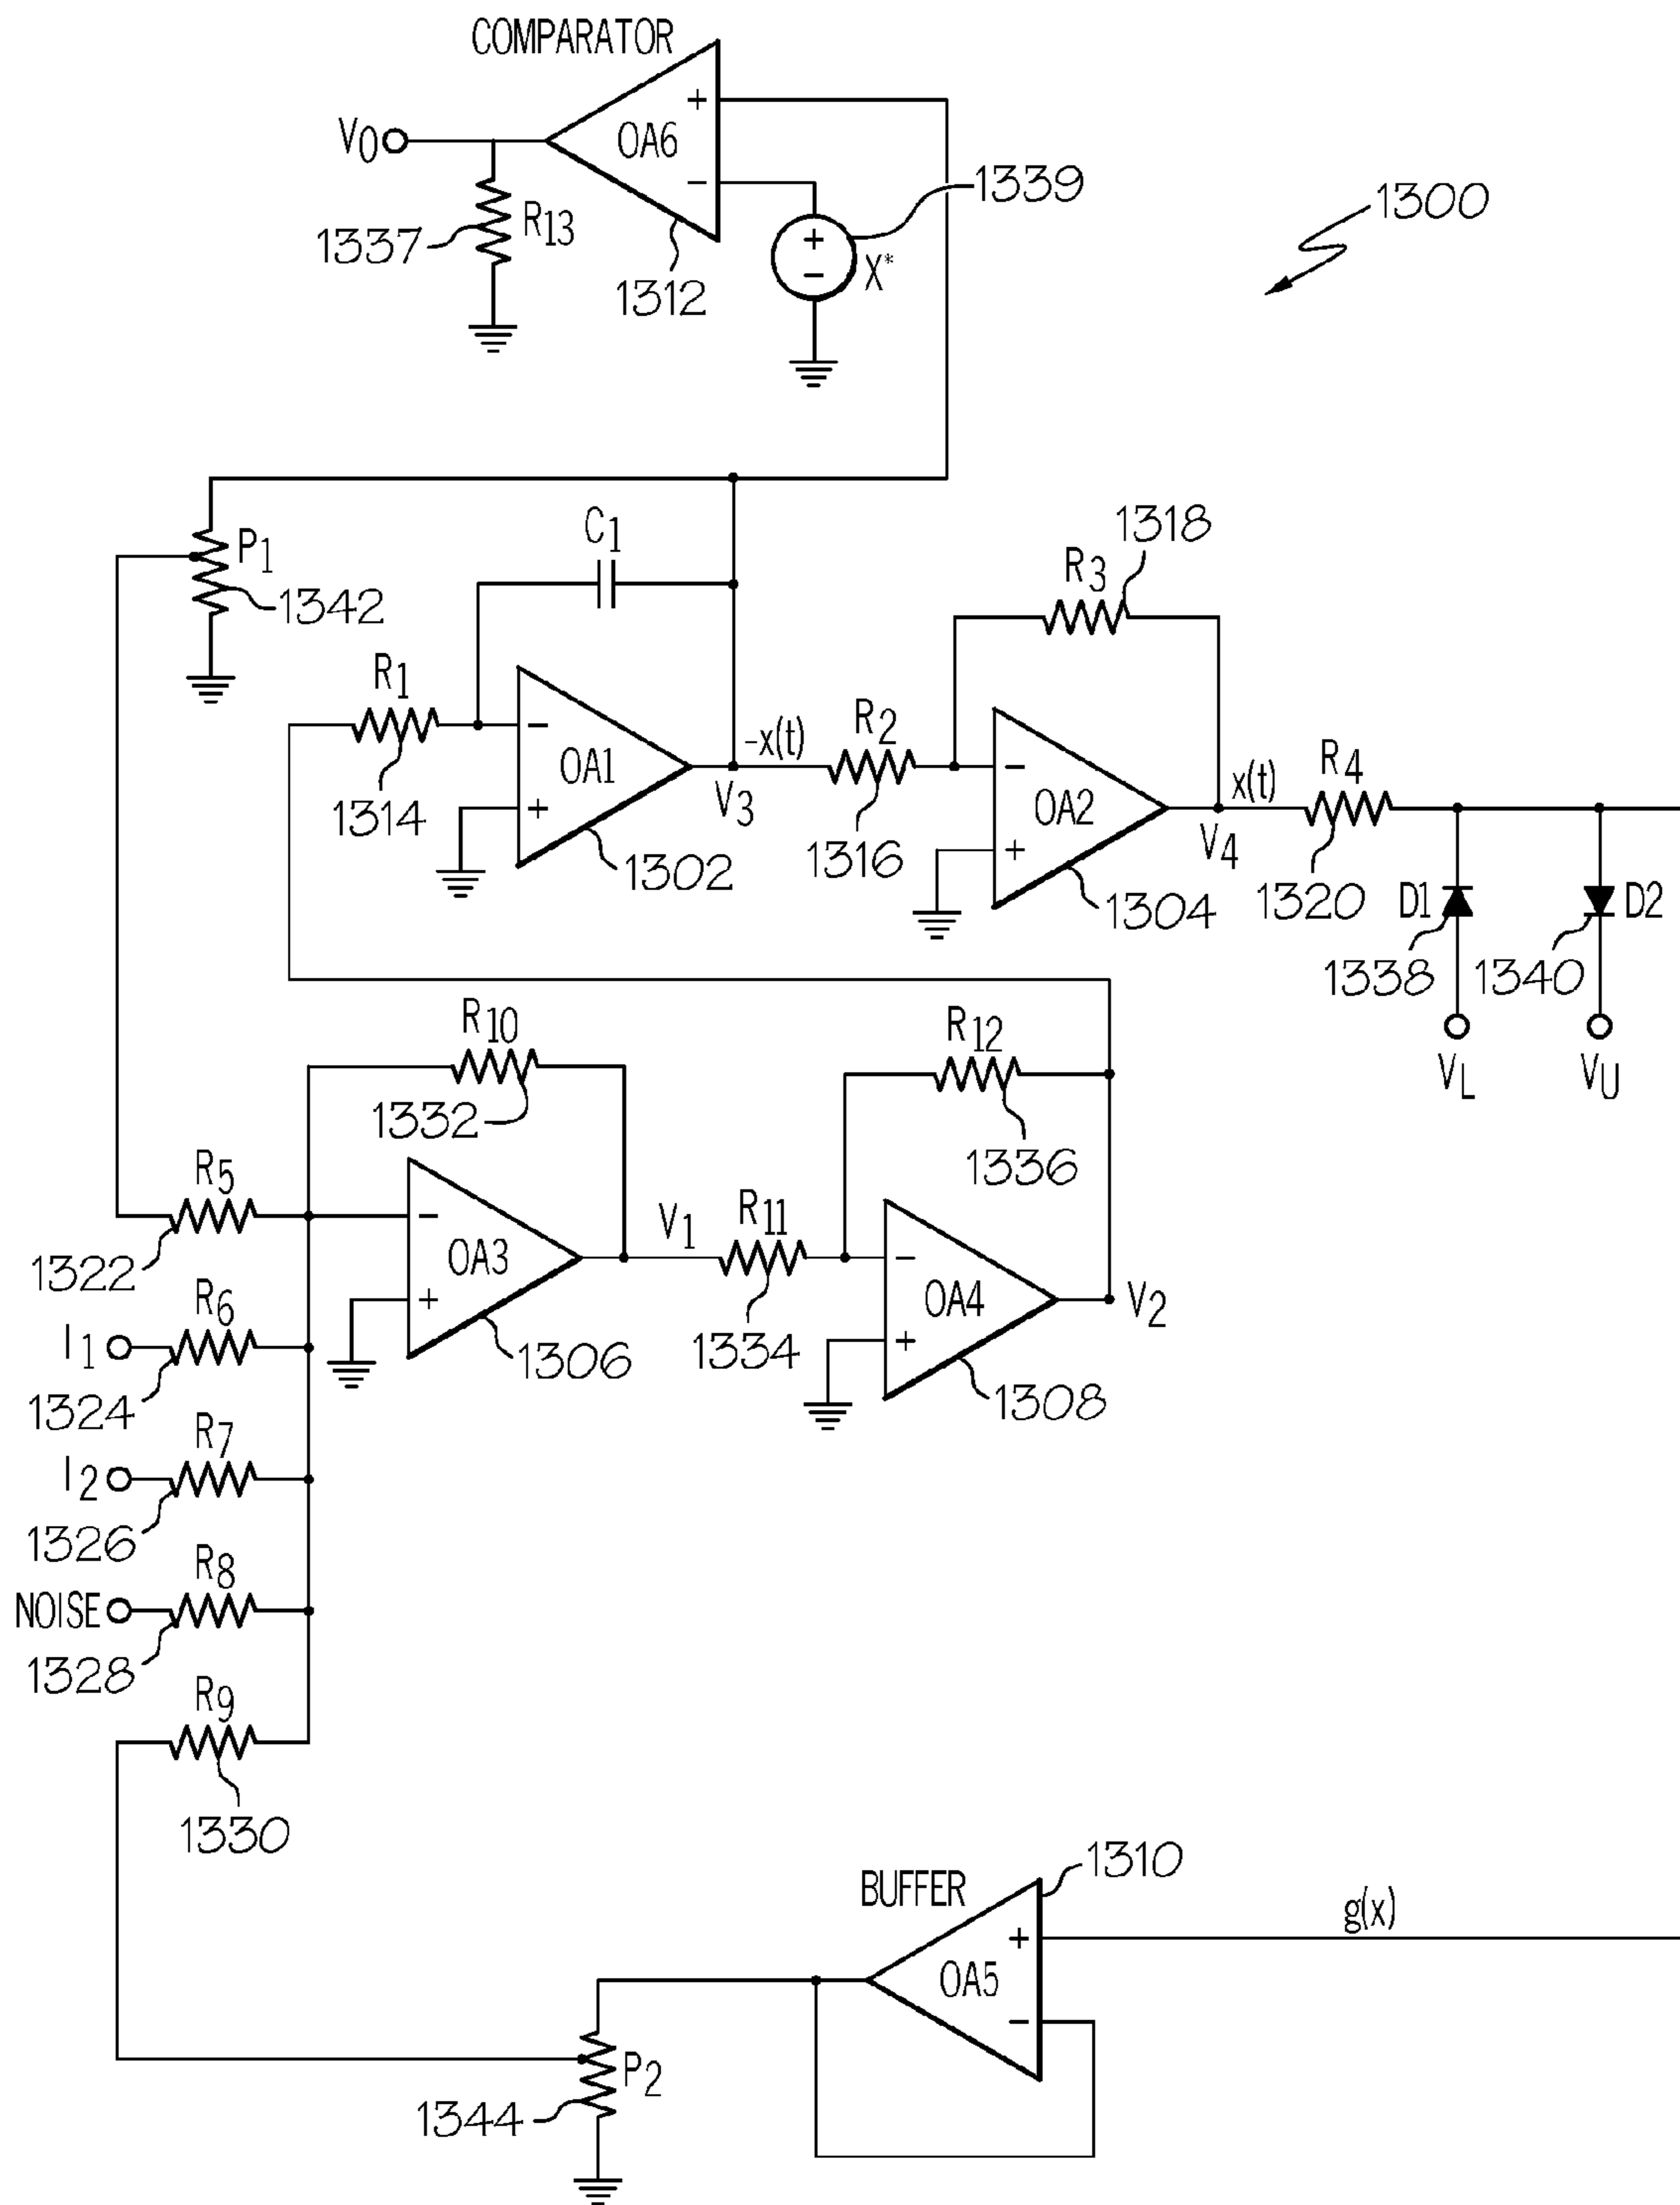 COMPARATOR
+
V0
OA6
1339
1300
−
+
R13
1337
X*
−
1312
C1
1318
P1
R3
1342
R1
−
-x(t)
R2
OA1
−
x(t)
R4
1314
V3
+
OA2
1316
V4
1302
+
1320
D1
D2
1304
1338
1340
R10
R12
VL
VU
1332
1336
R5
V1
R11
−
OA3
−
1322
R6
+
OA4
V2
I1
1306
1334
+
1324
1308
R7
I2
1326
R8
NOISE
1328
R9
1330
1310
BUFFER
g(x)
+
OA5
−
P2
1344